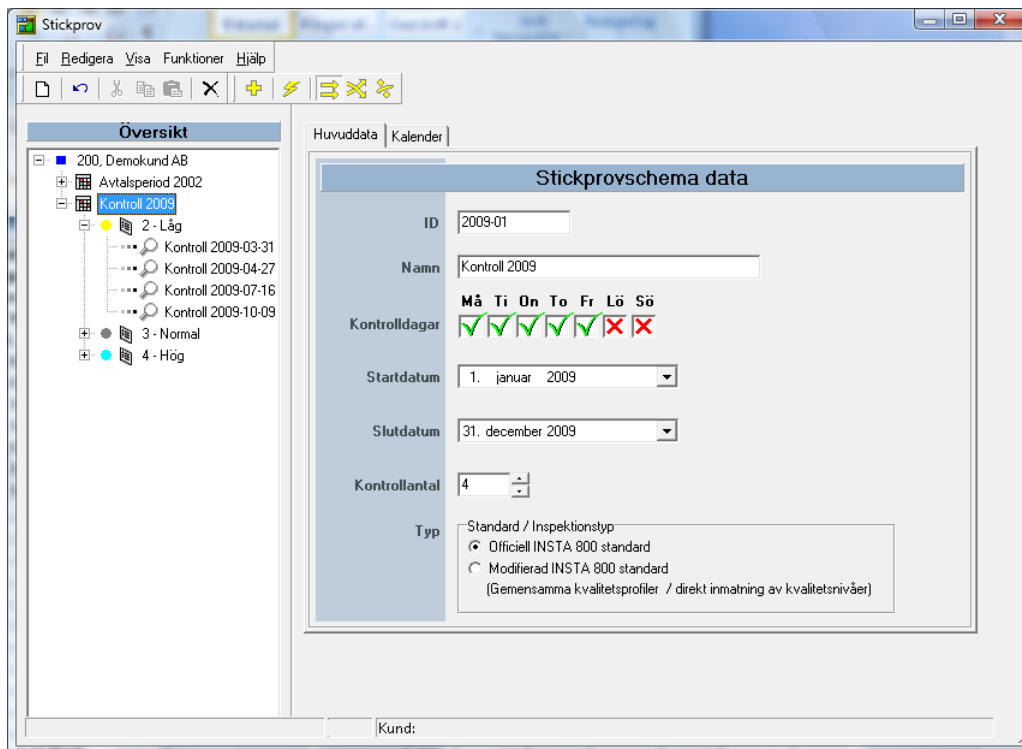 Stickprov
Fil Redigera Visa Funktioner Hjälp
Översikt
200, Demokund AB
Avtalsperiod 2002
Kontroll 2009
2 - Låg
Kontroll 2009-03-31
Kontroll 2009-04-27
Kontroll 2009-07-16
Kontroll 2009-10-09
3 - Normal
4 - Hög
Huvuddata Kalender
Stickprovschema data
ID 2009-01
Namn Kontroll 2009
Må Ti On To Fr Lö Sö
Kontrolldagar
Startdatum 1. januar 2009
Slutdatum 31. december 2009
Kontrollantal 4
Typ Standard / Inspektionstyp
Officiell INSTA 800 standard
Modifierad INSTA 800 standard
(Gemensamma kvalitetsprofiler / direkt inmatning av kvalitetsnivåer)
Kund: